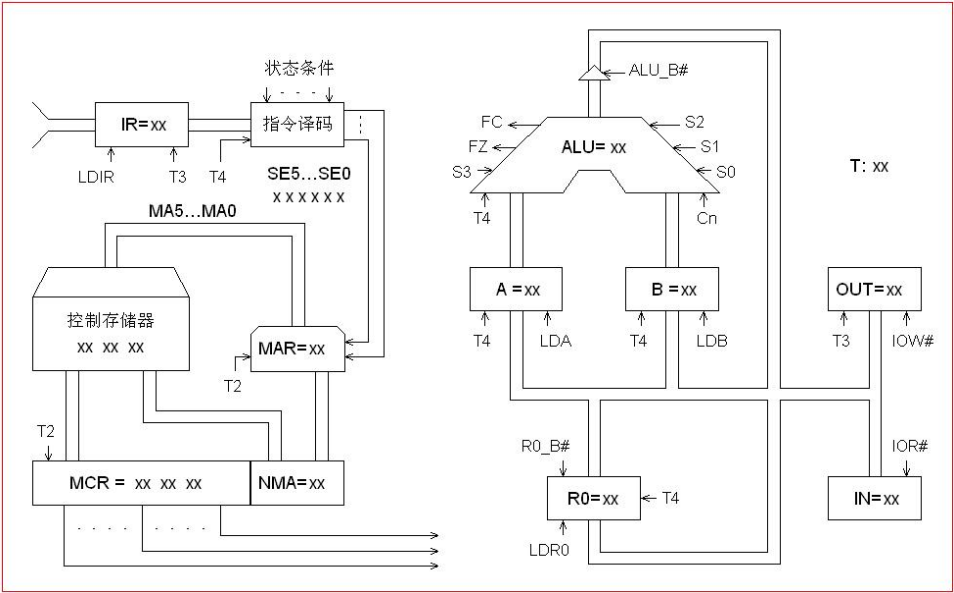 状态条件
IR=xx
指令译码
LDIR
T3
T4
SE5…SE0
x x x x x x
MA5…MA0
控制存储器
xx xx xx
MAR=xx
T2
T2
MCR = xx xx xx
NMA=xx
ALU_B#
FC
S2
FZ
ALU= xx
S1
S3
S0
T4
Cn
T: xx
A =xx
B =xx
OUT=xx
T4
LDA
T4
LDB
T3
IOW#
R0_B#
IOR#
R0=xx
T4
IN=xx
LDR0